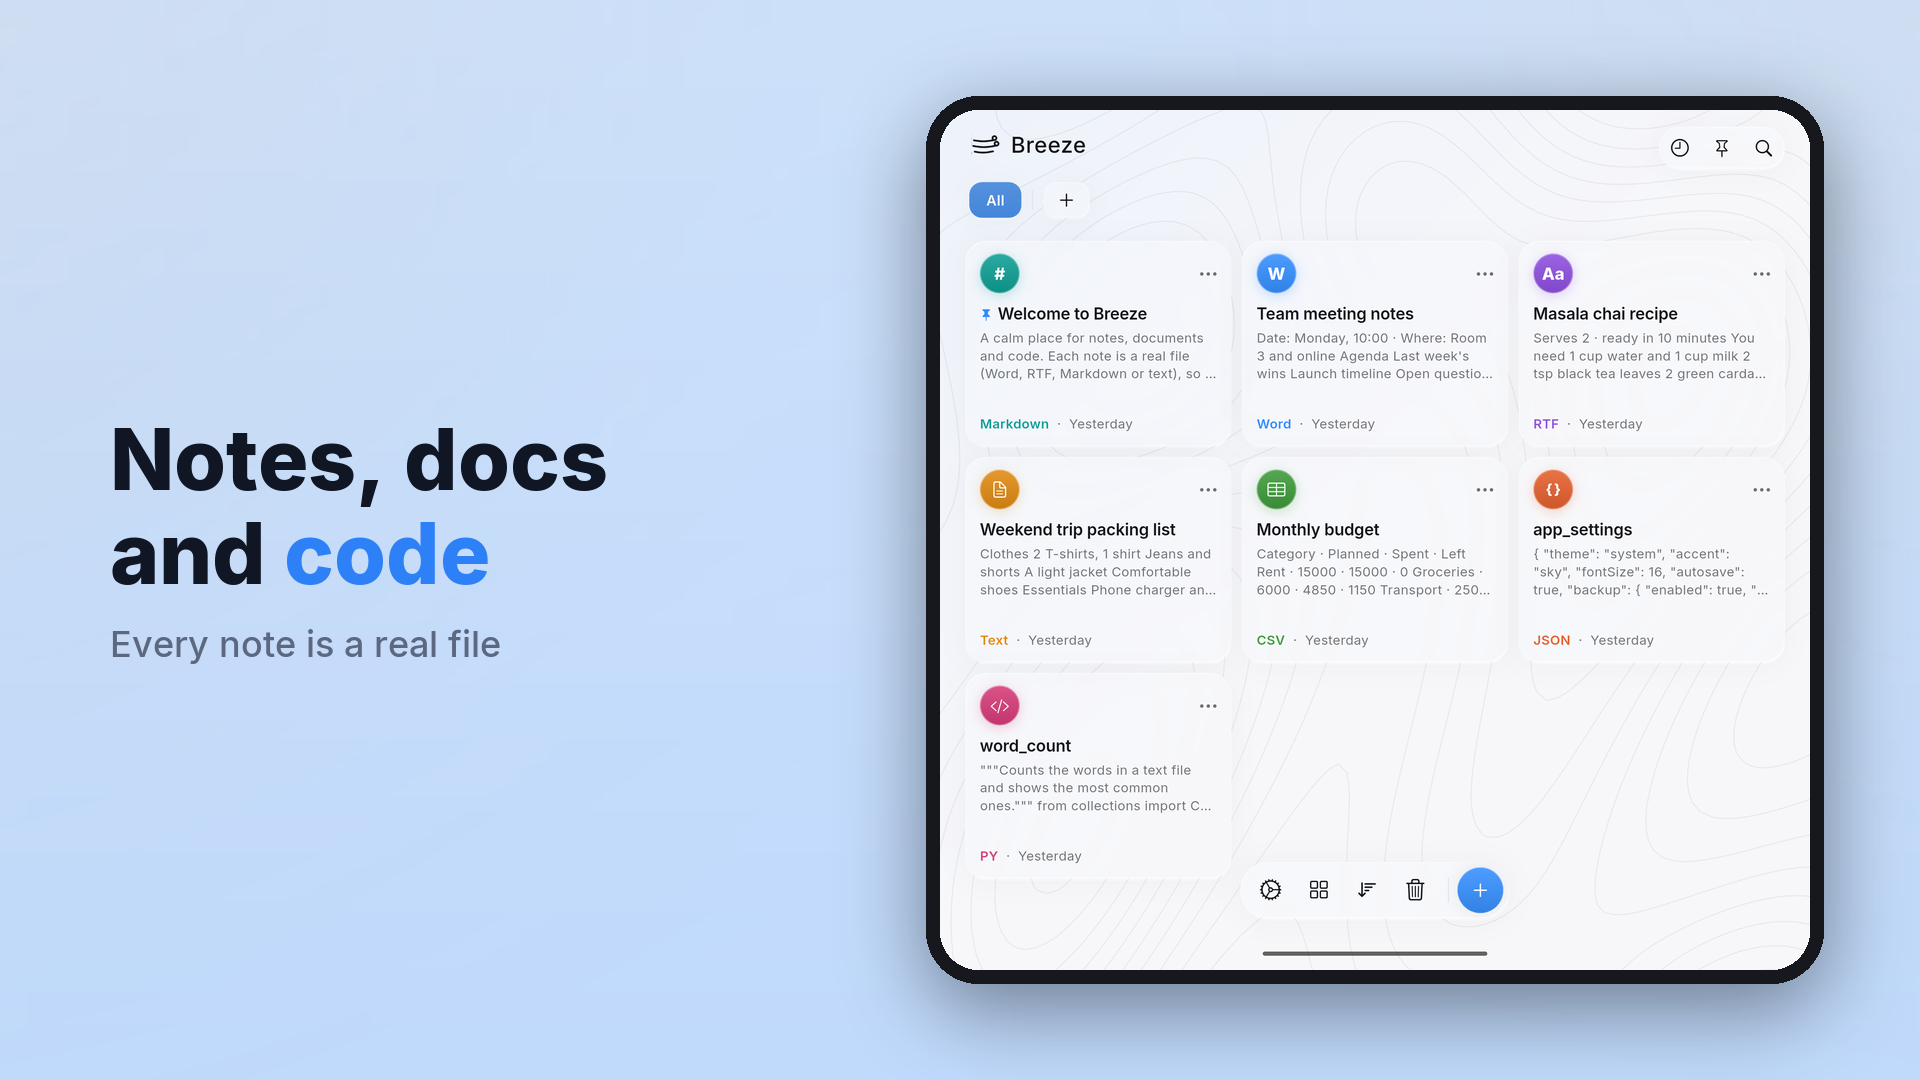 Notes, docs
and code
Every note is a real file
Breeze
All
#
Welcome to Breeze
A calm place for notes, documents
and code. Each note is a real file
(Word, RTF, Markdown or text), so ...
Markdown · Yesterday
W
Team meeting notes
Date: Monday, 10:00 · Where: Room
3 and online Agenda Last week's
wins Launch timeline Open questio...
Word · Yesterday
Aa
Masala chai recipe
Serves 2 · ready in 10 minutes You
need 1 cup water and 1 cup milk 2
tsp black tea leaves 2 green carda...
RTF · Yesterday
Weekend trip packing list
Clothes 2 T-shirts, 1 shirt Jeans and
shorts A light jacket Comfortable
shoes Essentials Phone charger an...
Text · Yesterday
Monthly budget
Category · Planned · Spent · Left
Rent · 15000 · 15000 · 0 Groceries ·
6000 · 4850 · 1150 Transport · 250...
CSV · Yesterday
{}
app_settings
{ "theme": "system", "accent":
"sky", "fontSize": 16, "autosave":
true, "backup": { "enabled": true, "...
JSON · Yesterday
</>
word_count
"""Counts the words in a text file
and shows the most common
ones.""" from collections import C...
PY · Yesterday